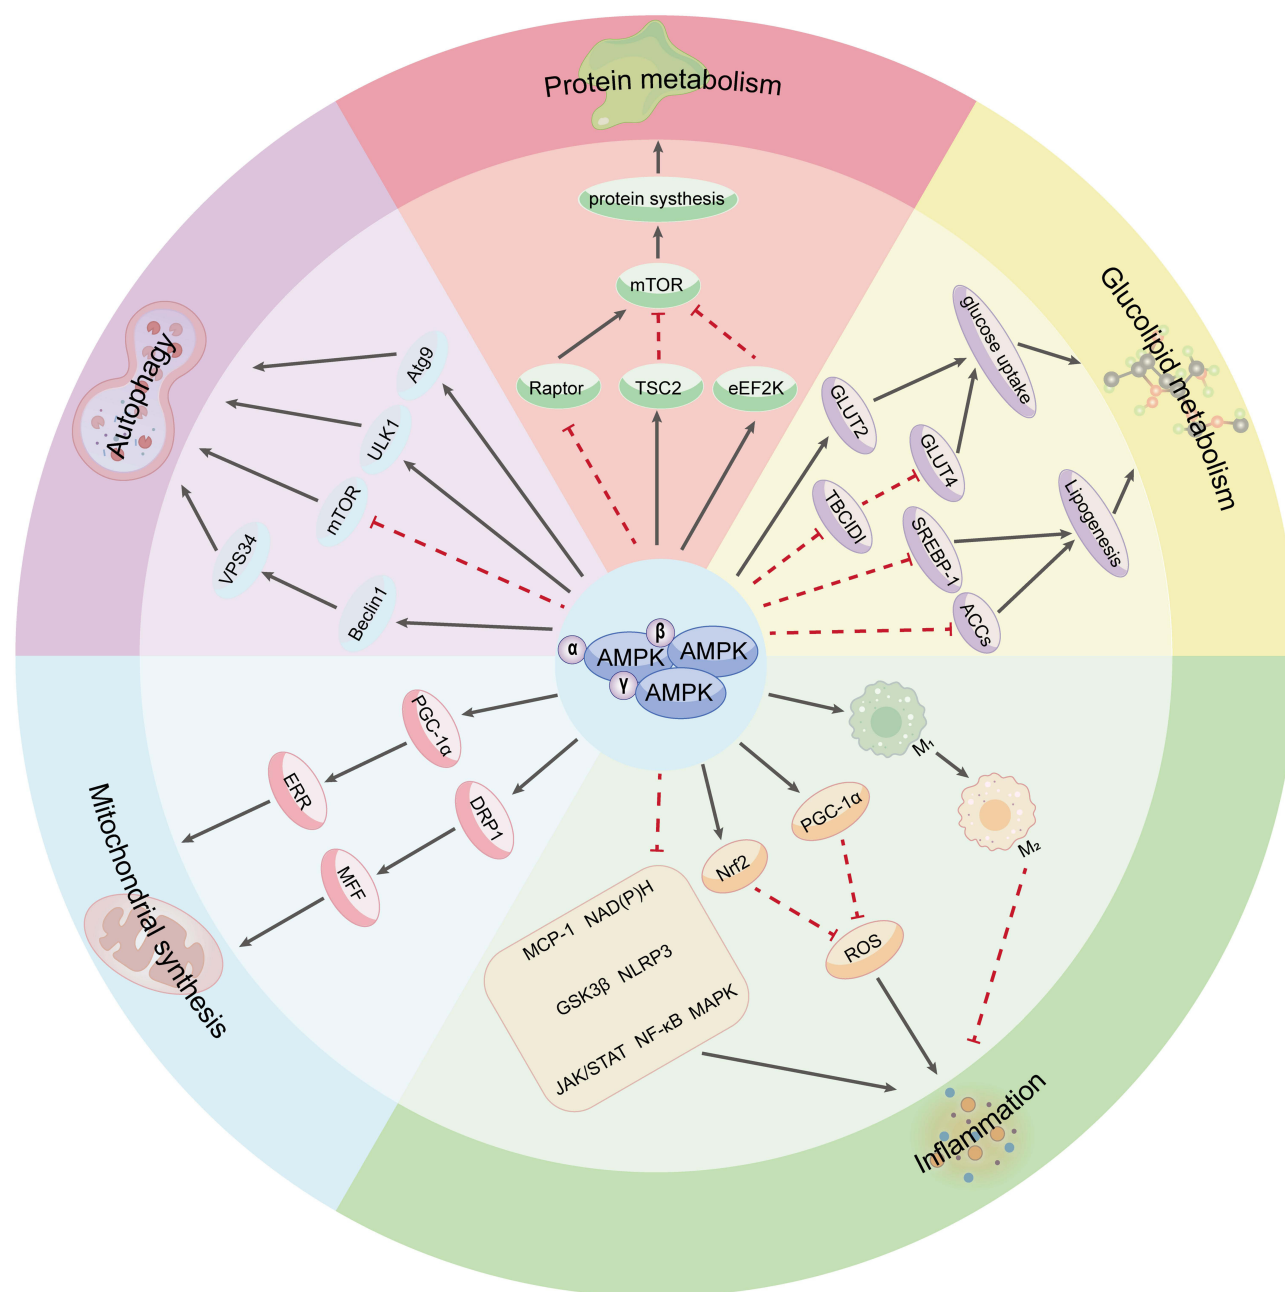 Protein metabolism
protein systhesis
mTOR
Raptor
TSC2
eEF2K
Glucolipid metabolism
glucose uptake
GLUT2
GLUT4
TBCIDI
SREBP-1
Lipogenesis
ACCs
Autophagy
Atg9
ULK1
mTOR
VPS34
Beclin1
α
β
γ
AMPK
AMPK
AMPK
Mitochondrial synthesis
PGC-1α
ERR
DRP1
MFF
M₁
M₂
PGC-1α
Nrf2
ROS
MCP-1 NAD(P)H
GSK3β NLRP3
JAK/STAT NF-κB MAPK
Inflammation